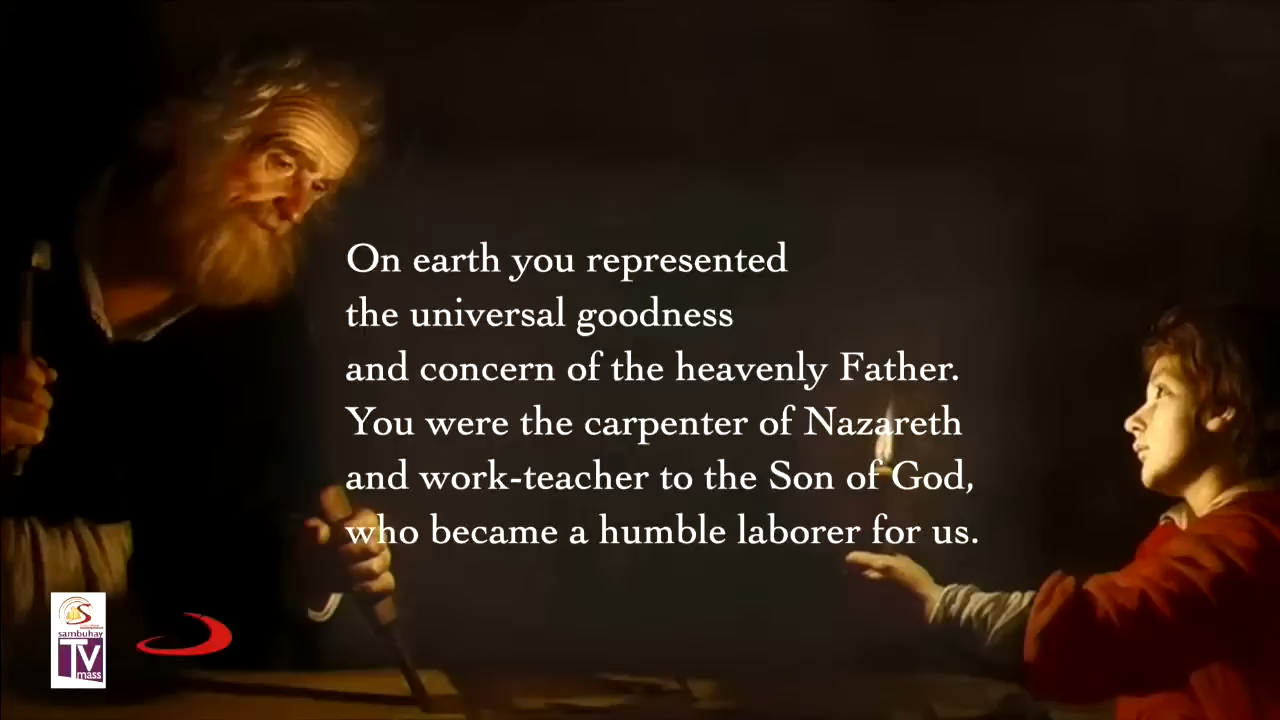 On earth you represented
the universal goodness
and concern of the heavenly Father.
You were the carpenter of Nazareth
and work-teacher to the Son of God,
who became a humble laborer for us.
sambuhay
TV
mass